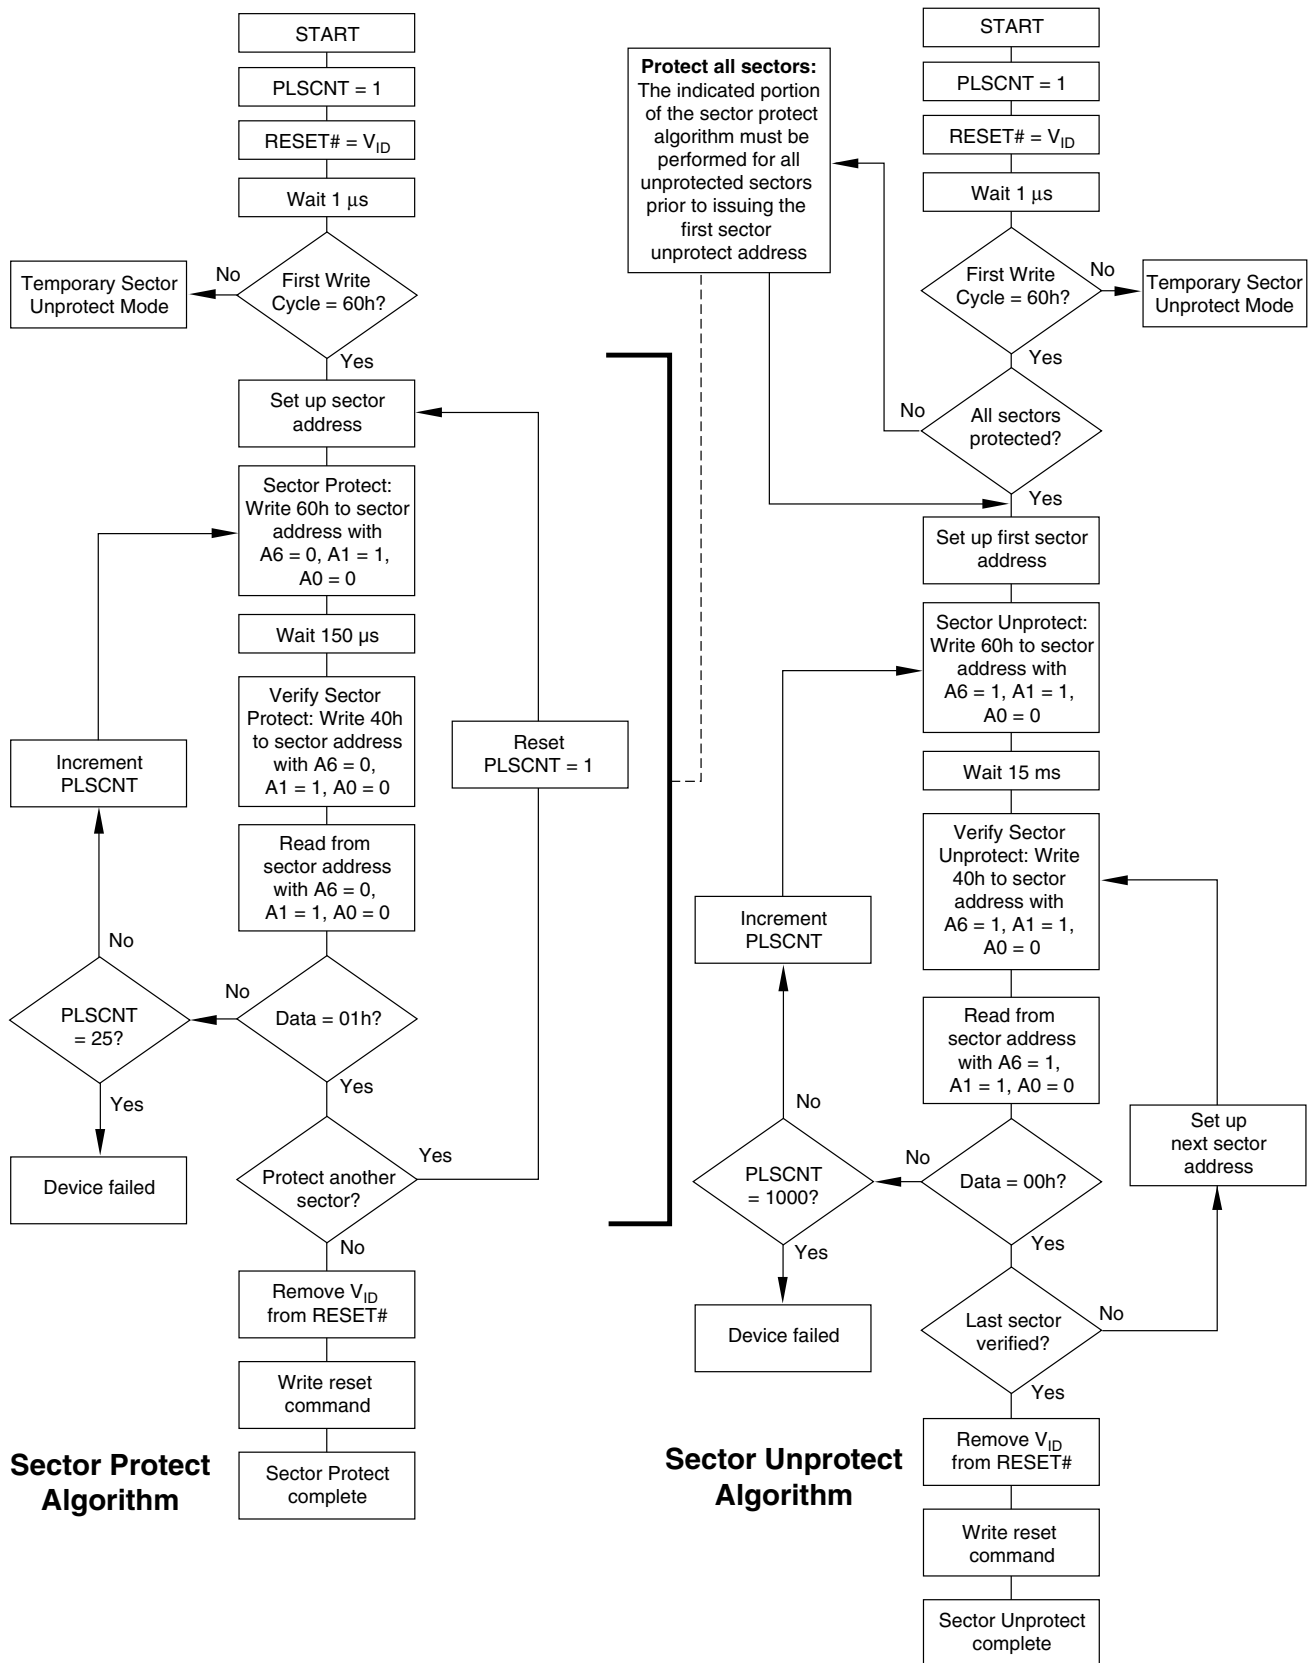 START
PLSCNT = 1
RESET# = VID
Wait 1 μs
First Write
Cycle = 60h?
No
Temporary Sector
Unprotect Mode
Yes
Set up sector
address
Sector Protect:
Write 60h to sector
address with
A6 = 0, A1 = 1,
A0 = 0
Wait 150 µs
Verify Sector
Protect: Write 40h
to sector address
with A6 = 0,
A1 = 1, A0 = 0
Reset
PLSCNT = 1
Increment
PLSCNT
Read from
sector address
with A6 = 0,
A1 = 1, A0 = 0
No
PLSCNT
= 25?
No
Data = 01h?
Yes
Yes
Device failed
Protect another
sector?
Yes
No
Remove VID
from RESET#
Write reset
command
Sector Protect
complete
Sector Protect
Algorithm
Protect all sectors:
The indicated portion
of the sector protect
algorithm must be
performed for all
unprotected sectors
prior to issuing the
first sector
unprotect address
START
PLSCNT = 1
RESET# = VID
Wait 1 μs
First Write
Cycle = 60h?
No
Temporary Sector
Unprotect Mode
Yes
No
All sectors
protected?
Yes
Set up first sector
address
Sector Unprotect:
Write 60h to sector
address with
A6 = 1, A1 = 1,
A0 = 0
Wait 15 ms
Verify Sector
Unprotect: Write
40h to sector
address with
A6 = 1, A1 = 1,
A0 = 0
Increment
PLSCNT
Read from
sector address
with A6 = 1,
A1 = 1, A0 = 0
No
PLSCNT
= 1000?
No
Data = 00h?
Set up
next sector
address
Yes
Yes
Device failed
Last sector
verified?
No
Yes
Remove VID
from RESET#
Write reset
command
Sector Unprotect
complete
Sector Unprotect
Algorithm